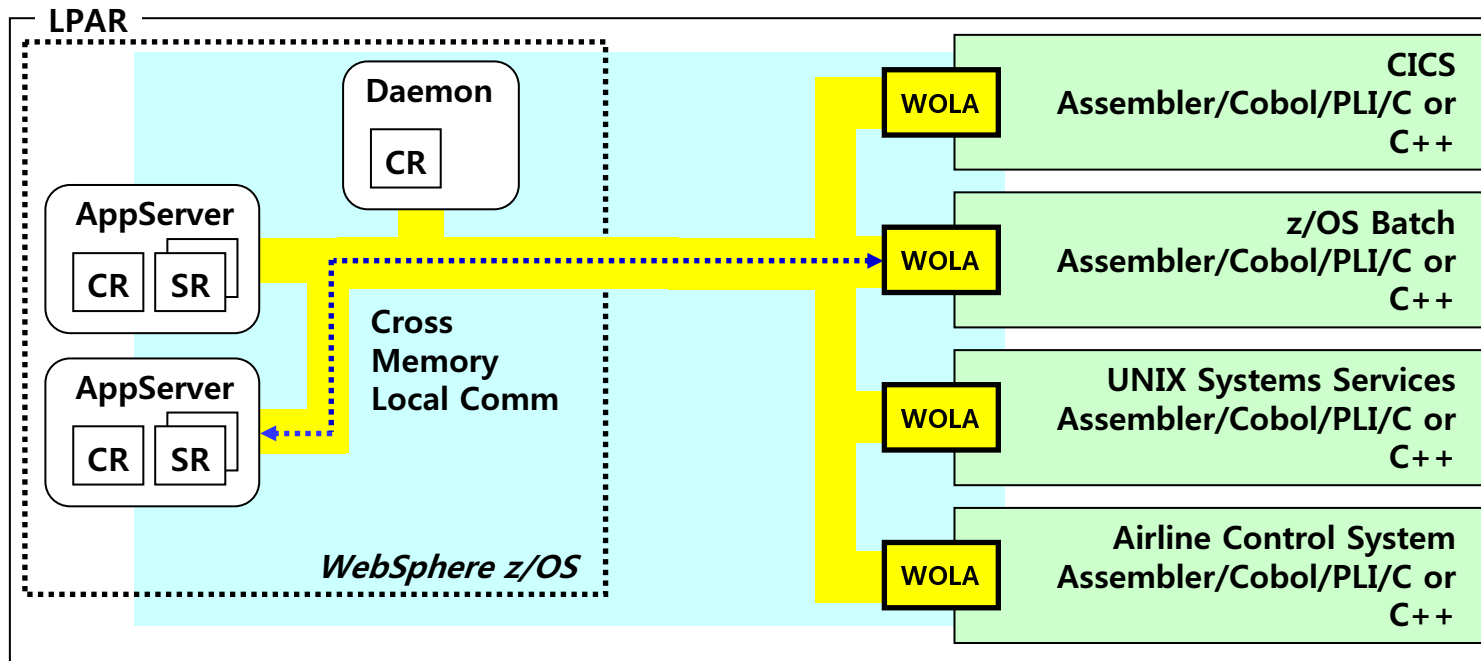 LPAR
Daemon
CR
AppServer
CR
SR
AppServer
CR
SR
Cross
Memory
Local Comm
WebSphere z/OS
WOLA
CICS
Assembler/Cobol/PLI/C or
C++
WOLA
z/OS Batch
Assembler/Cobol/PLI/C or
C++
WOLA
UNIX Systems Services
Assembler/Cobol/PLI/C or
C++
WOLA
Airline Control System
Assembler/Cobol/PLI/C or
C++